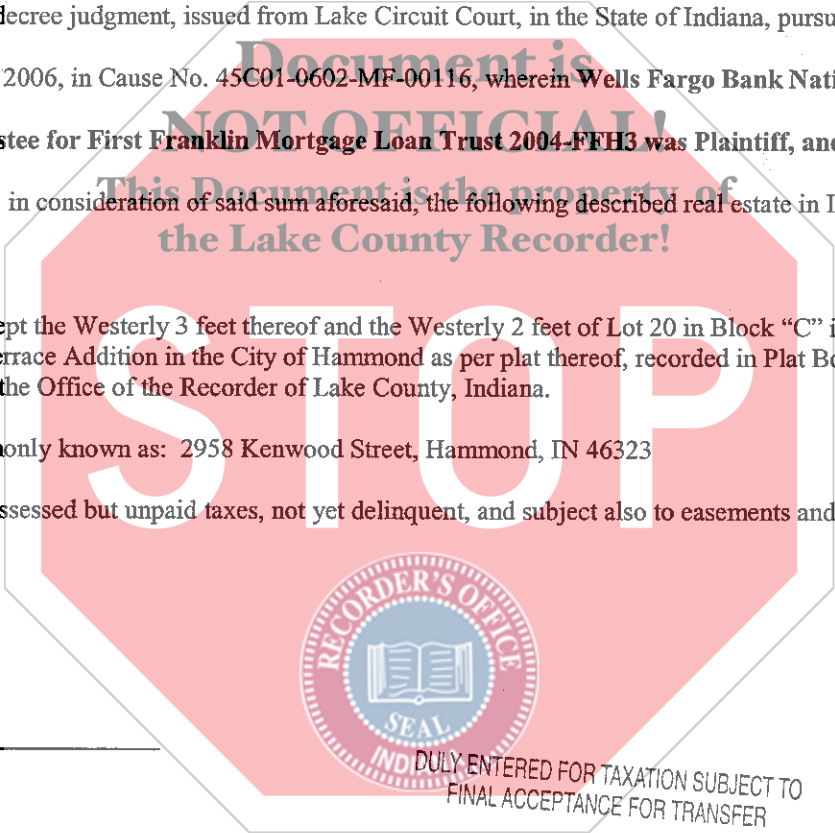 decree judgment, issued from Lake Circuit Court, in the State of Indiana, pursu
Document is
2006, in Cause No. 45C01-0602-MF-00116, wherein Wells Fargo Bank Nati
NOT OFFICIAL!
stee for First Franklin Mortgage Loan Trust 2004-FFH3 was Plaintiff, and
This Document is the property of
in consideration of said sum aforesaid, the following described real estate in I
the Lake County Recorder!
ept the Westerly 3 feet thereof and the Westerly 2 feet of Lot 20 in Block “C” i
errace Addition in the City of Hammond as per plat thereof, recorded in Plat Bo
the Office of the Recorder of Lake County, Indiana.
STOP
only known as: 2958 Kenwood Street, Hammond, IN 46323
ssessed but unpaid taxes, not yet delinquent, and subject also to easements and
RECORDER'S OFFICE
SEAL
INDIANA
DULY ENTERED FOR TAXATION SUBJECT TO
FINAL ACCEPTANCE FOR TRANSFER